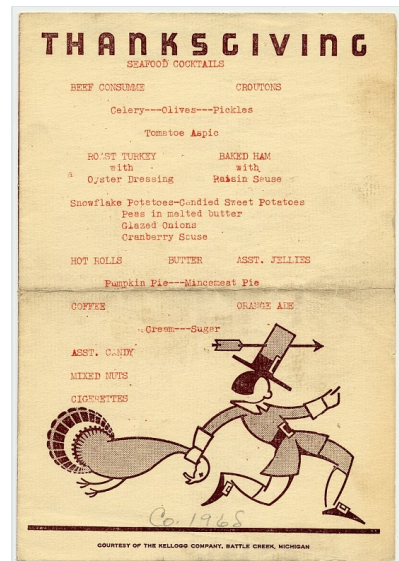 THANKSGIVING
SEAFOOD COCKTAILS
BEEF CONSUMME CROUTONS
Celery---Olives---Pickles
Tomatoe Aspic
ROAST TURKEY BAKED HAM
with with
Oyster Dressing Raisin Sause
Snowflake Potatoes-Candied Sweet Potatoes
Peas in melted butter
Glazed Onions
Cranberry Sause
HOT ROLLS BUTTER ASST. JELLIES
Pumpkin Pie---Mincemeat Pie
COFFEE ORANGE ADE
Cream---Sugar
ASST. CANDY
MIXED NUTS
CIGERETTES
Co. 1968
COURTESY OF THE KELLOGG COMPANY, BATTLE CREEK, MICHIGAN